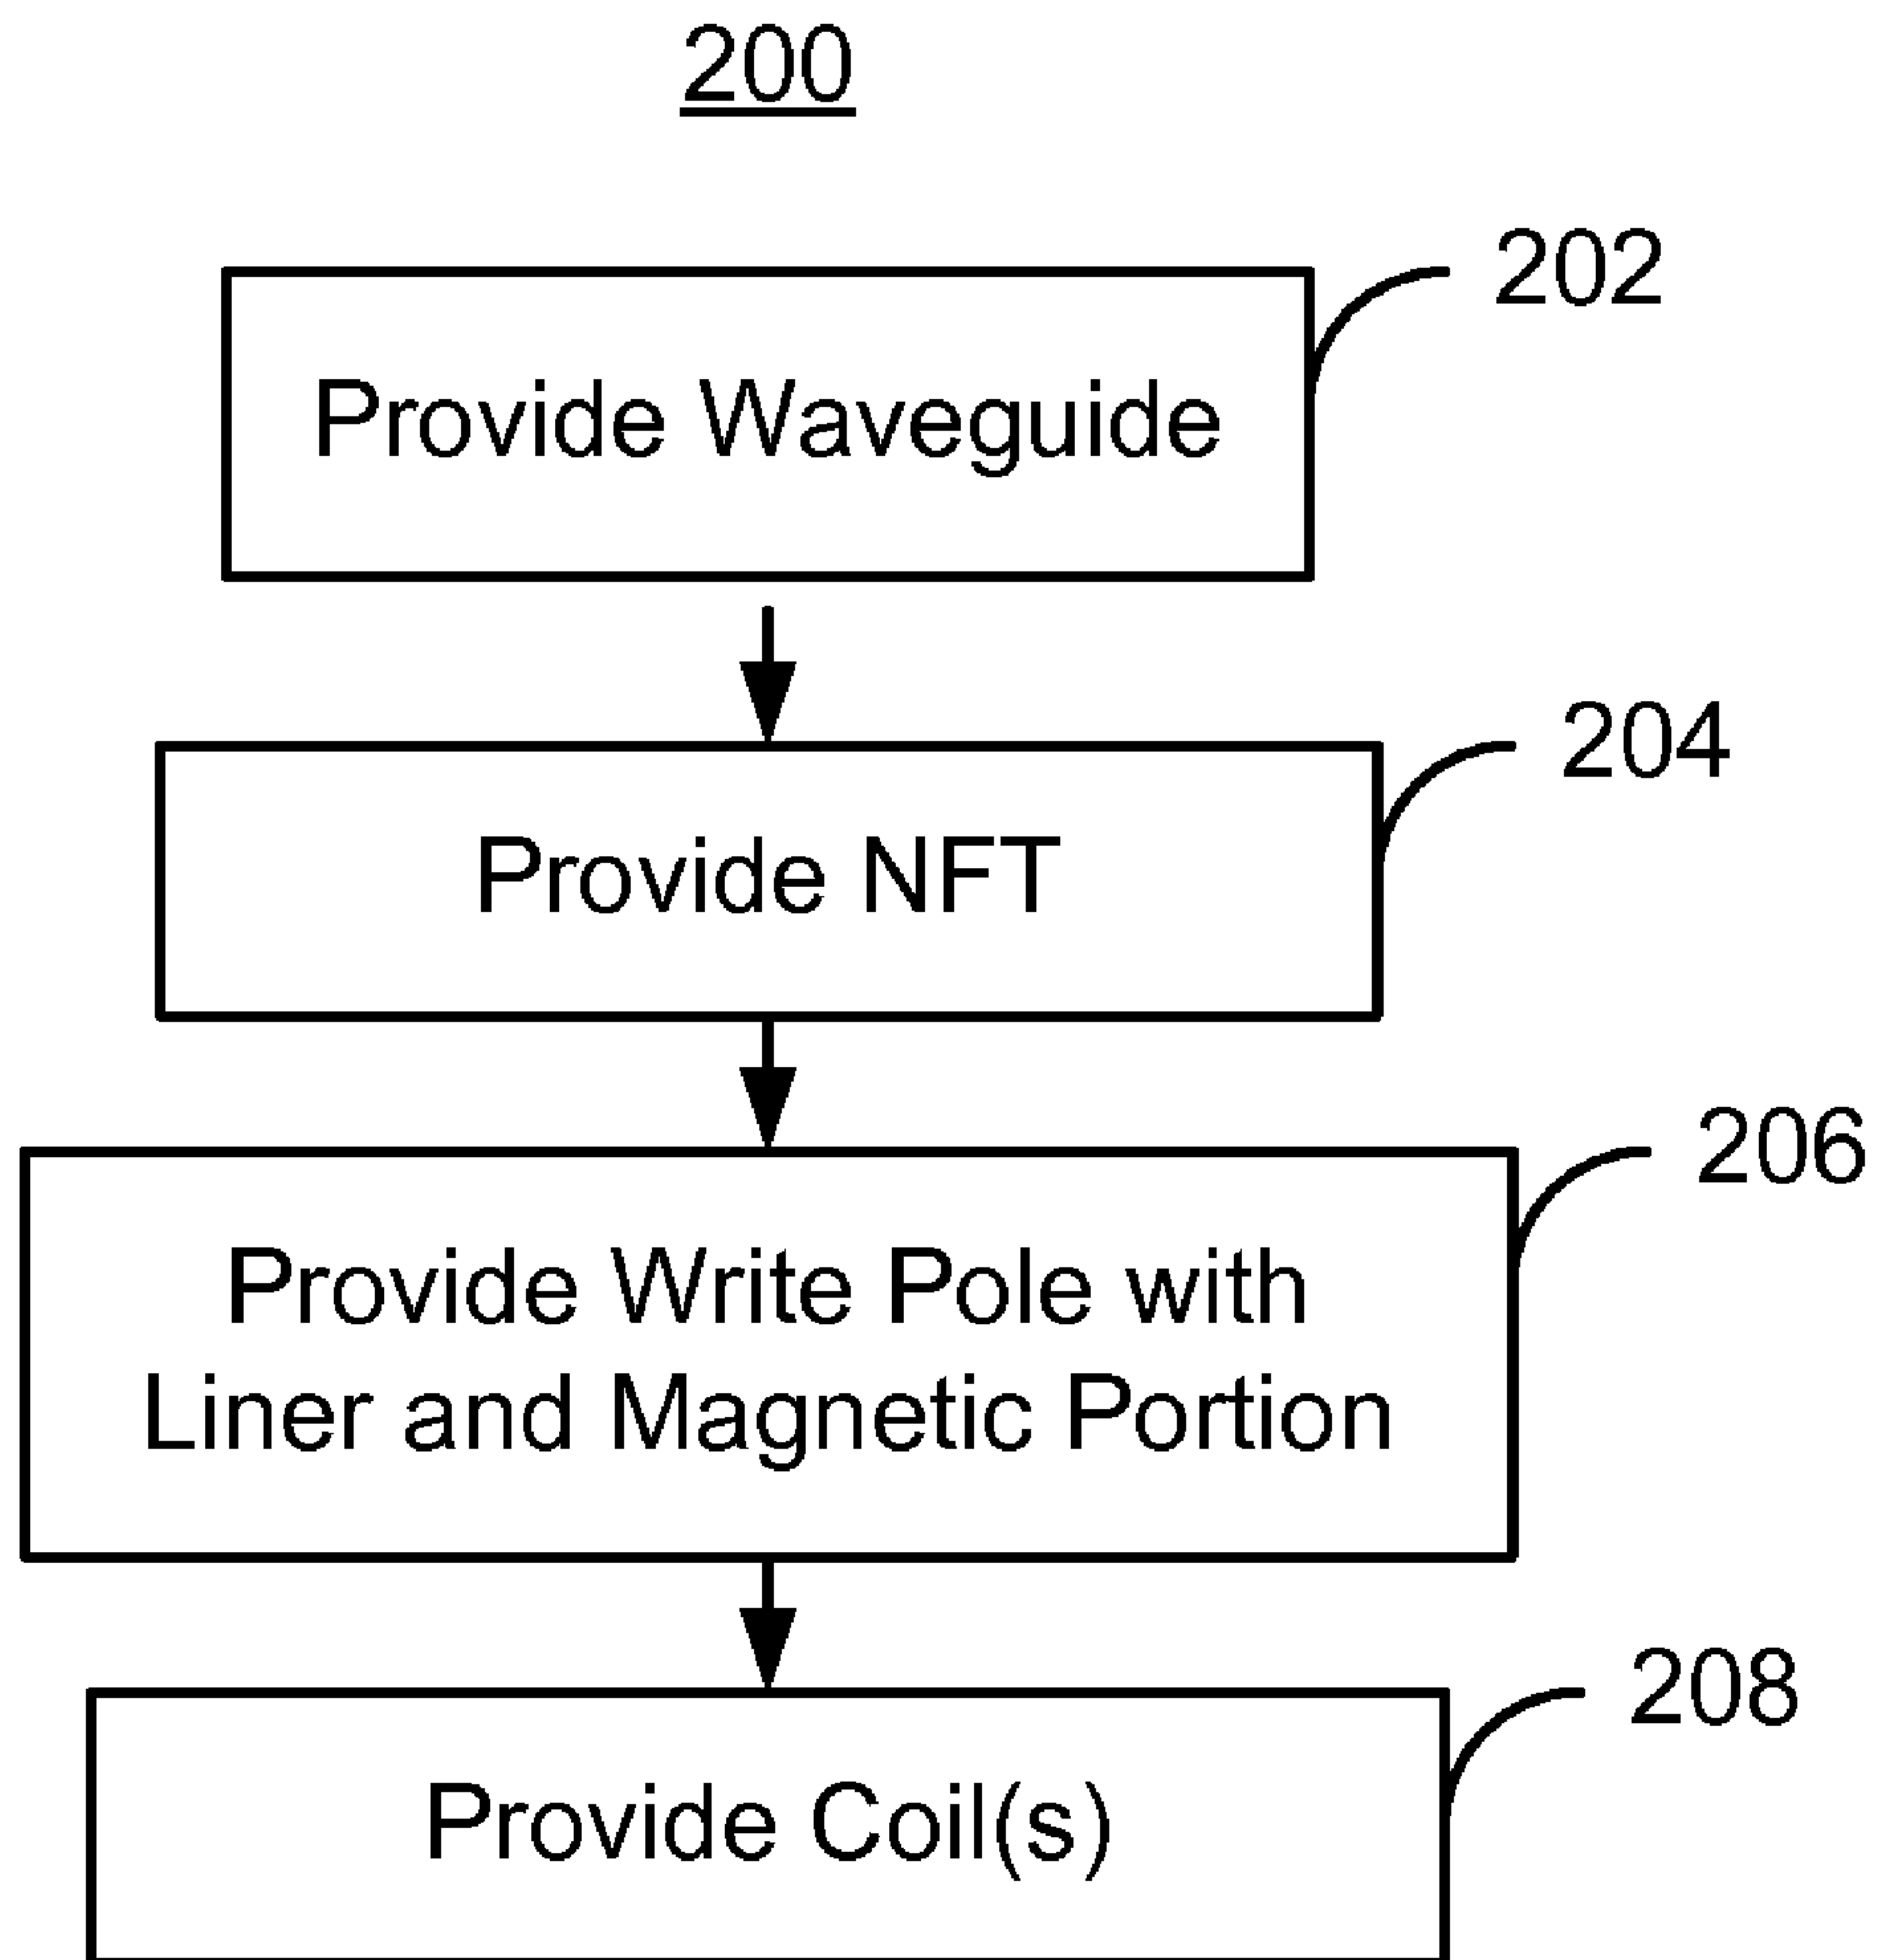 200
202
Provide Waveguide
204
Provide NFT
206
Provide Write Pole with
Liner and Magnetic Portion
208
Provide Coil(s)